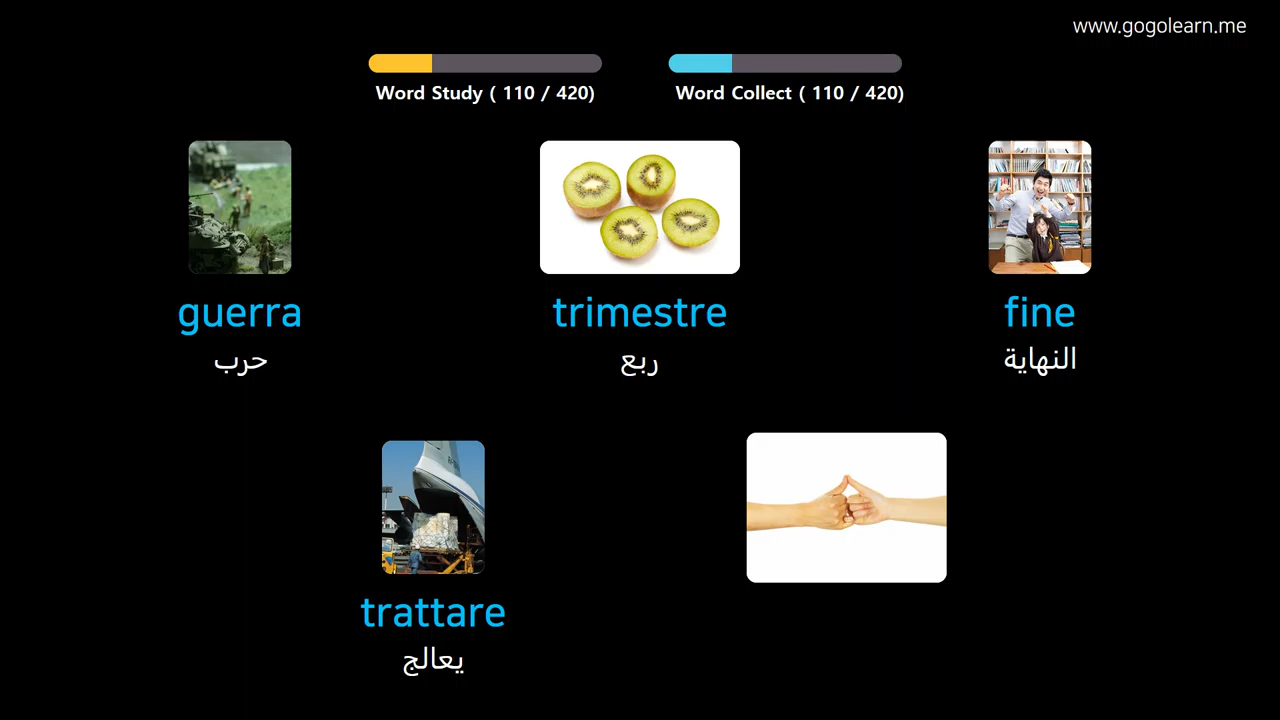 www.gogolearn.me
Word Study ( 110 / 420)
Word Collect ( 110 / 420)
guerra
حرب
trimestre
ربع
fine
النهاية
trattare
يعالج